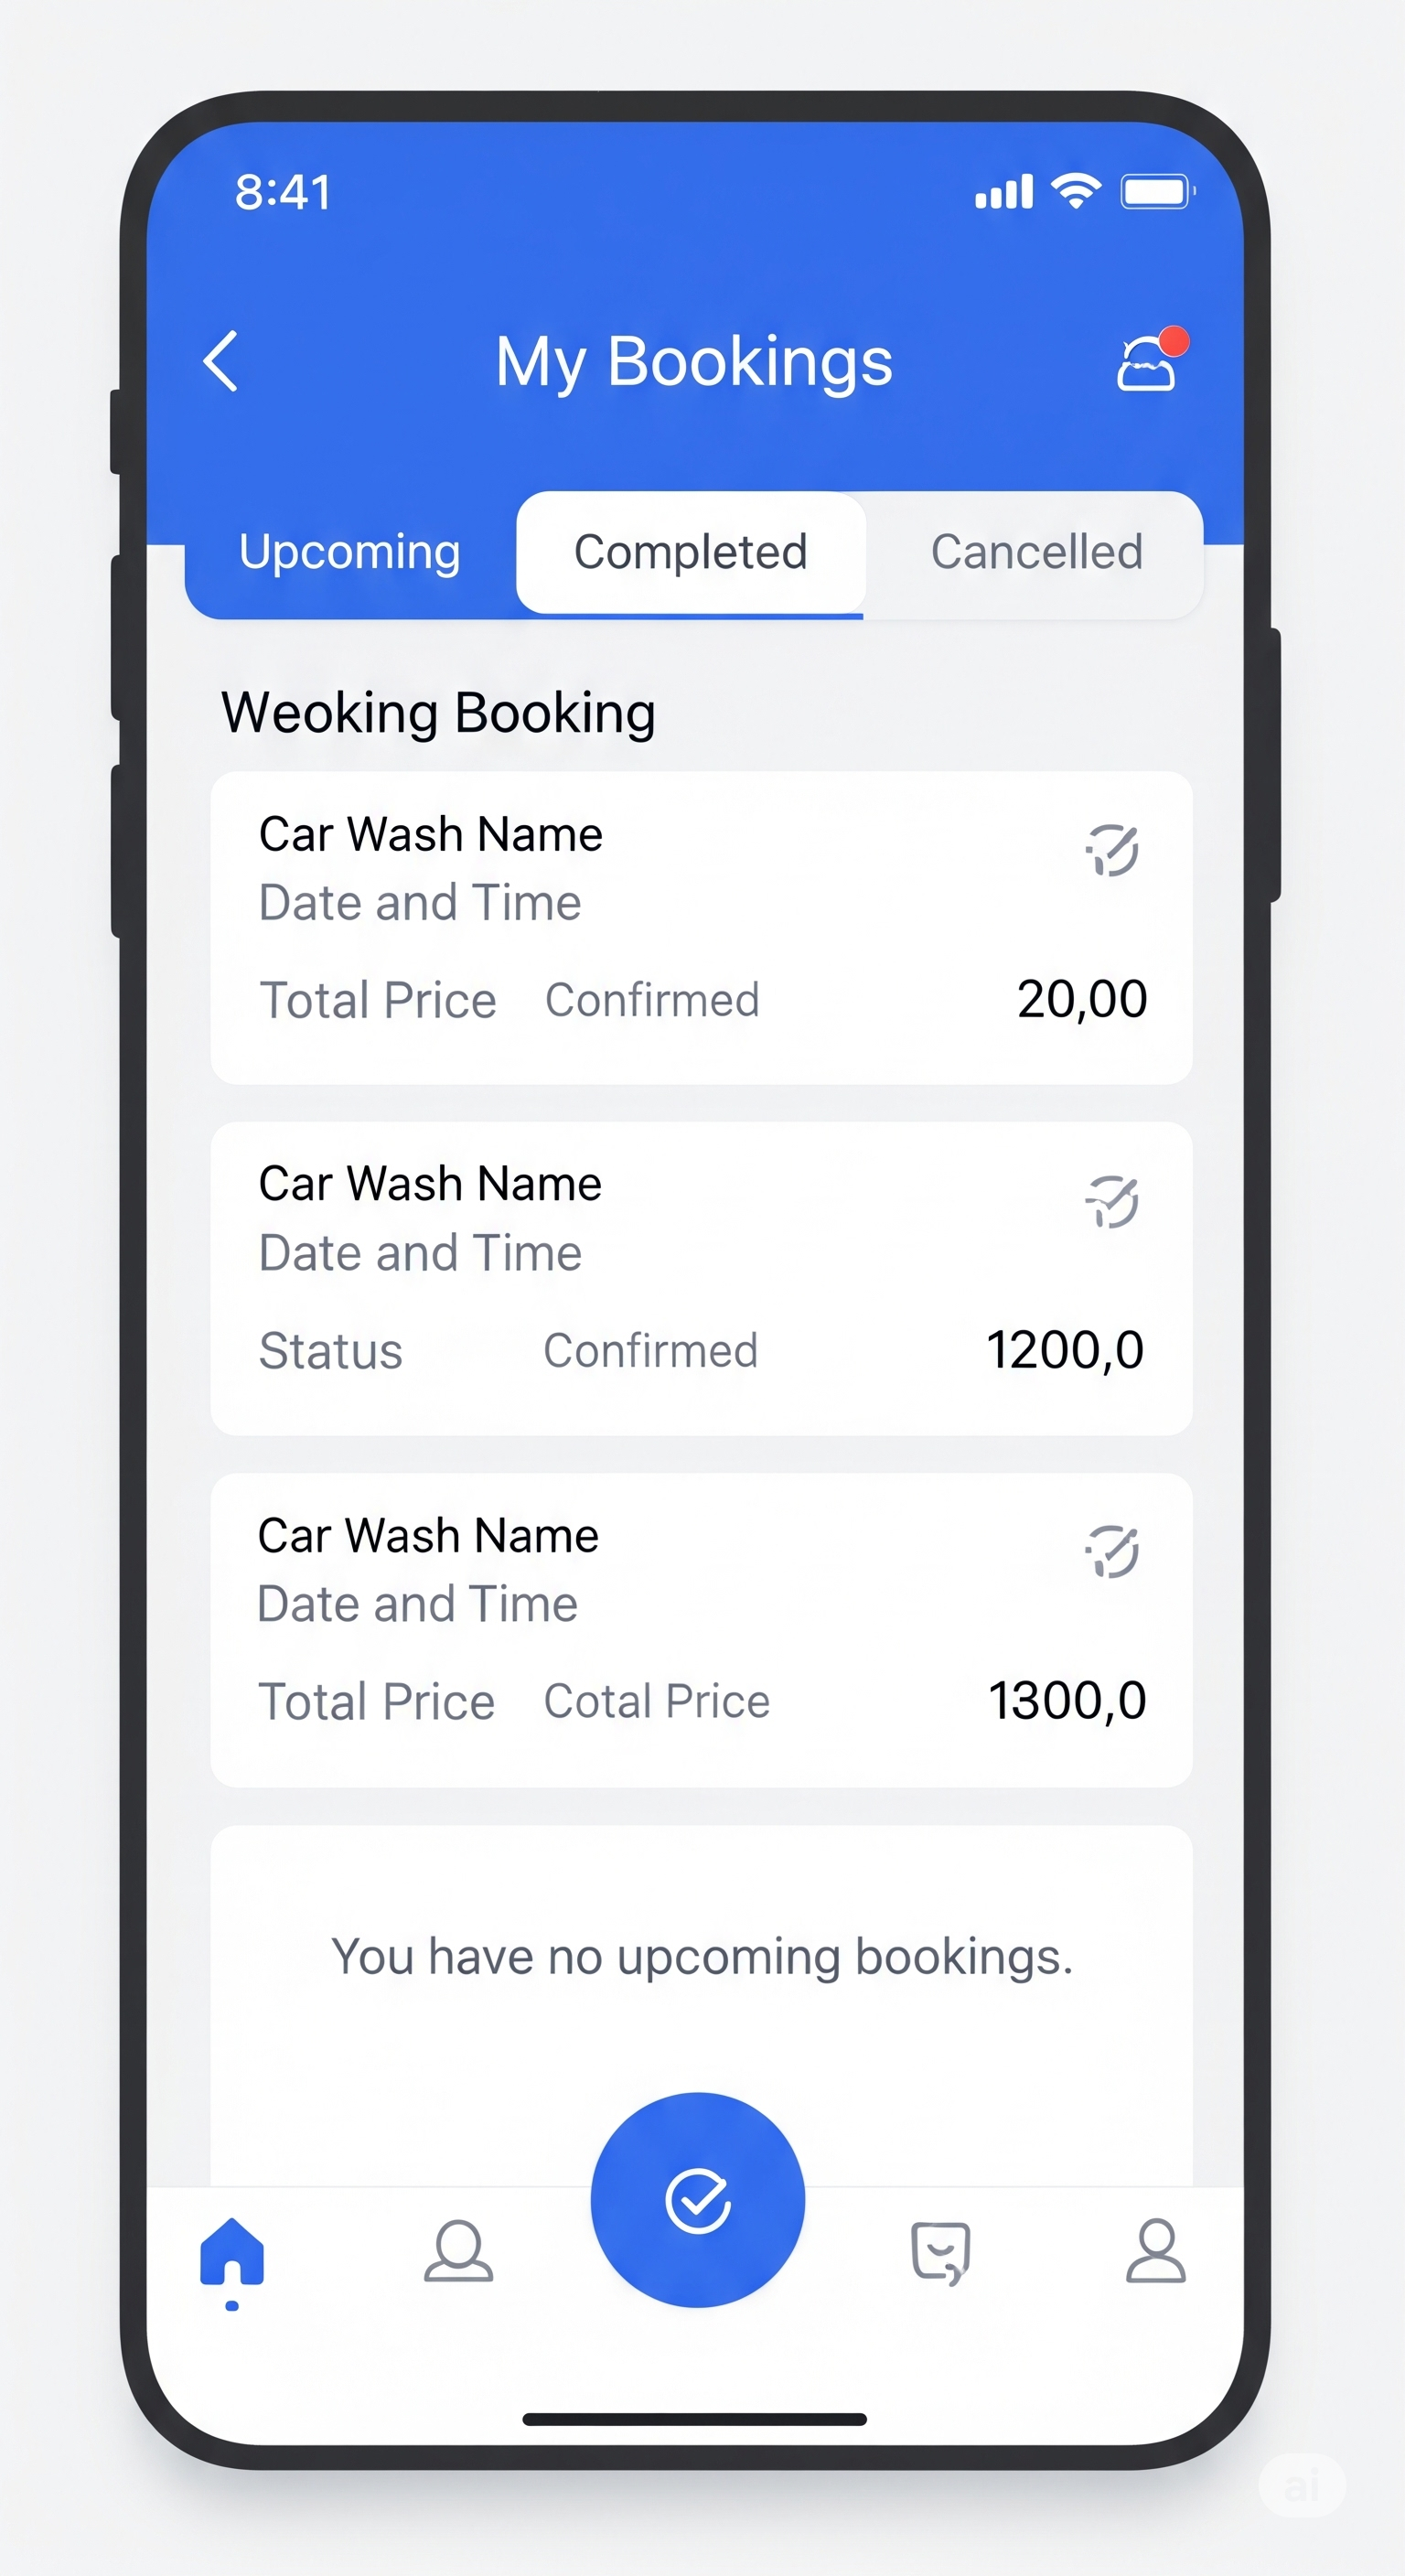 8:41
My Bookings
Upcoming Completed Cancelled
Weoking Booking
Car Wash Name
Date and Time
Total Price Confirmed 20,00
Car Wash Name
Date and Time
Status Confirmed 1200,0
Car Wash Name
Date and Time
Total Price Cotal Price 1300,0
You have no upcoming bookings.
ai